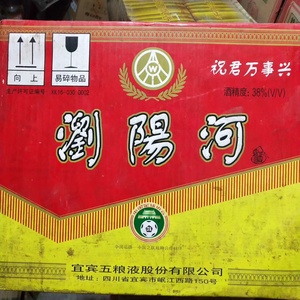 祝君万事兴
向 上
易碎物品
酒精度: 38%(V/V)
瀏陽河
宜宾五粮液股份有限公司
地址: 四川省宜宾市岷江西路150号